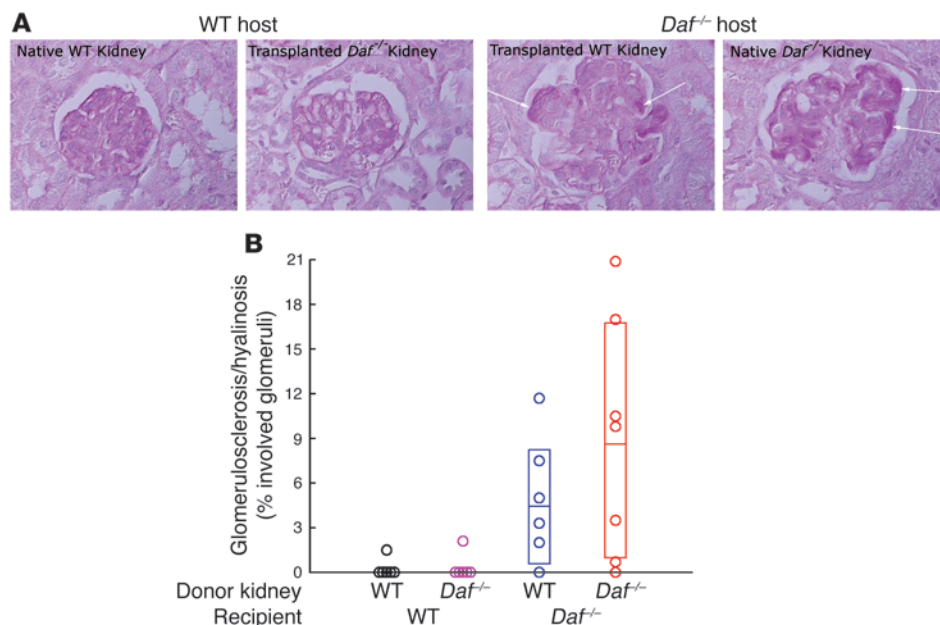 A
WT host
Daf–/– host
Native WT Kidney
Transplanted Daf-/-Kidney
Transplanted WT Kidney
Native Daf-/-Kidney
B
Glomerulosclerosis/hyalinosis
(% involved glomeruli)
21
18
15
12
9
6
3
0
Donor kidney WT Daf–/– WT Daf–/–
Recipient WT Daf–/–